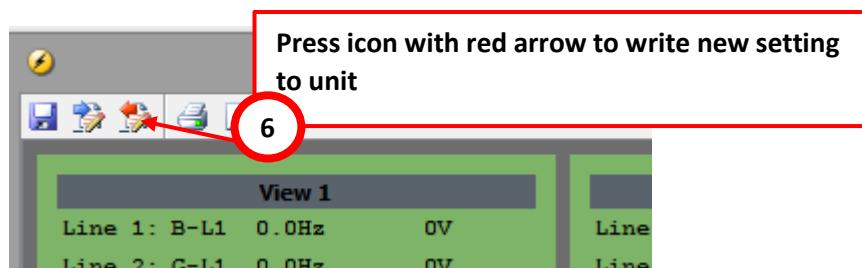 Press icon with red arrow to write new setting
to unit
6
View 1
Line 1: B-L1 0.0Hz 0V
Line
Line 2: G-L1 0.0Hz 0V
Line